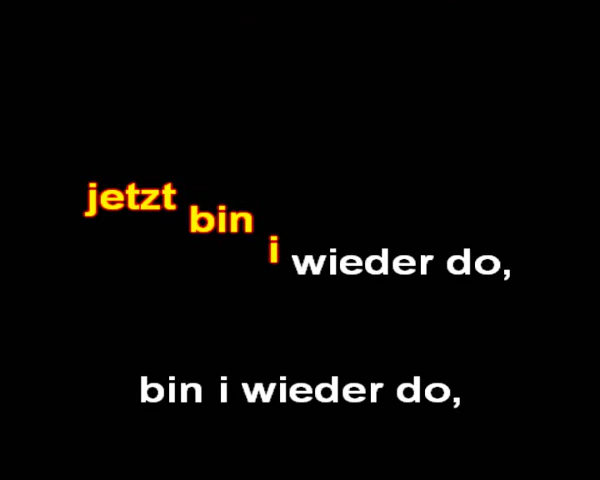 jetzt bin i wieder do,
bin i wieder do,